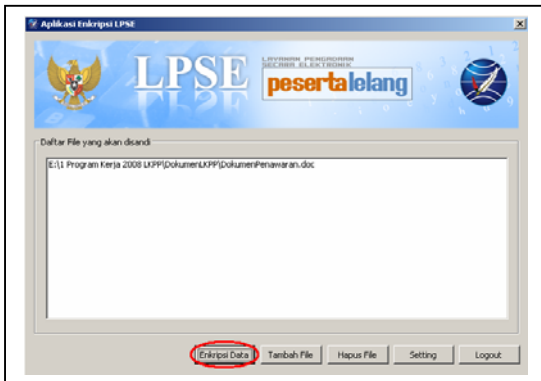 Aplikasi Enkripsi LPSE
LPSE
LAYANAN PENGADAAN
SECARA ELEKTRONIK
pesertalelang
Daftar File yang akan disandi
E:\1 Program Kerja 2008 LKPP\DokumenLKPP\DokumenPenawaran.doc
Enkripsi Data Tambah File Hapus File Setting Logout